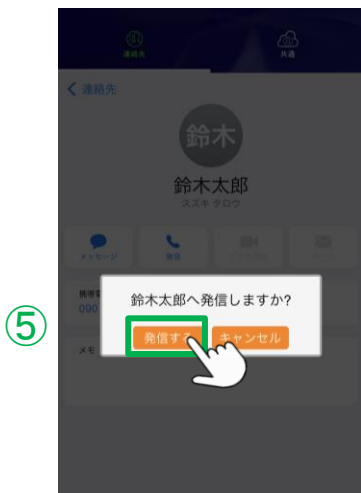 連絡先
共通
連絡先
鈴木
鈴木太郎
スズキ タロウ
メッセージ
発信
鈴木太郎へ発信しますか?
⑤
発信する
キャンセル
090
メモ